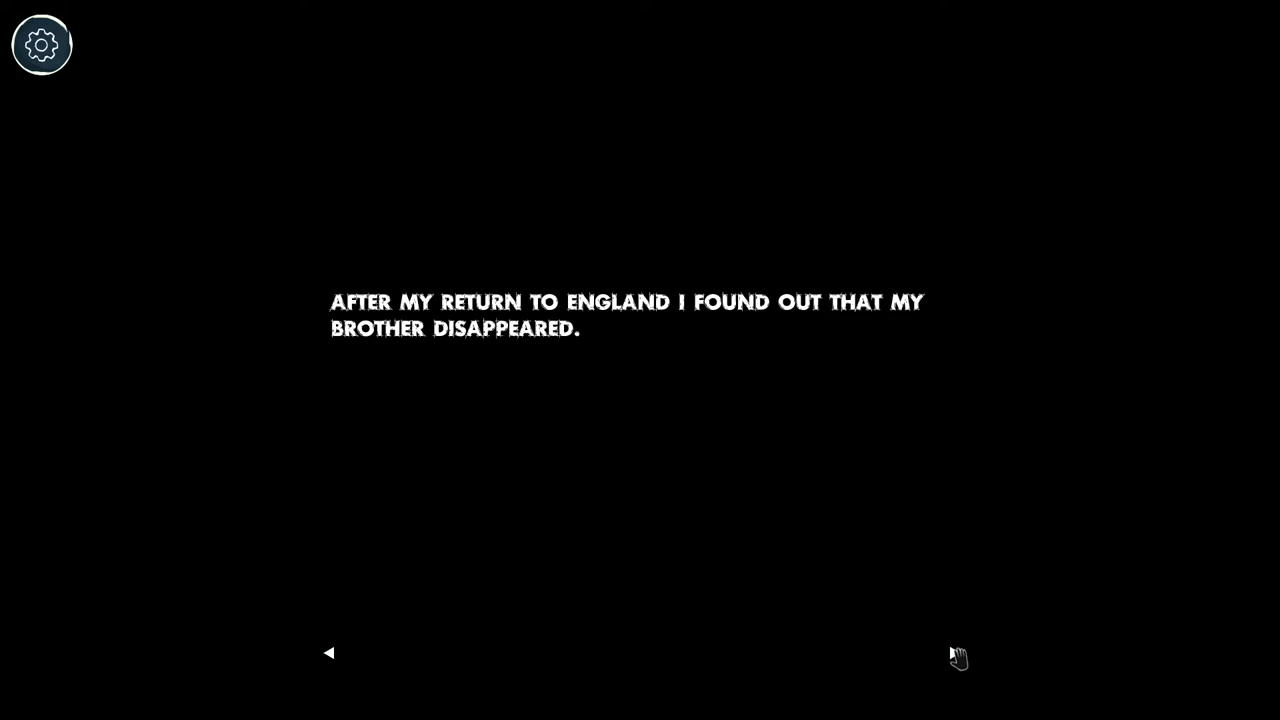 AFTER MY RETURN TO ENGLAND I FOUND OUT THAT MY
BROTHER DISAPPEARED.